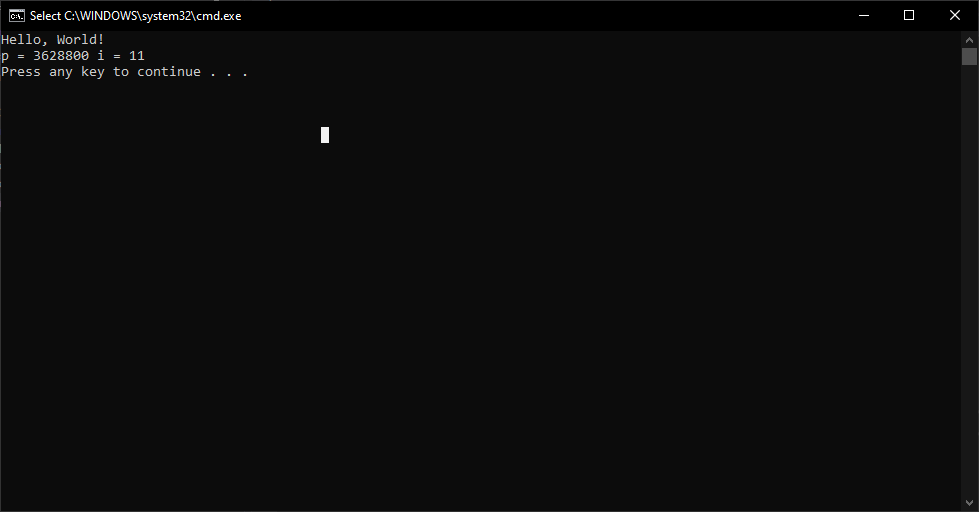 Select C:\WINDOWS\system32\cmd.exe
Hello, World!
p = 3628800 i = 11
Press any key to continue . . .